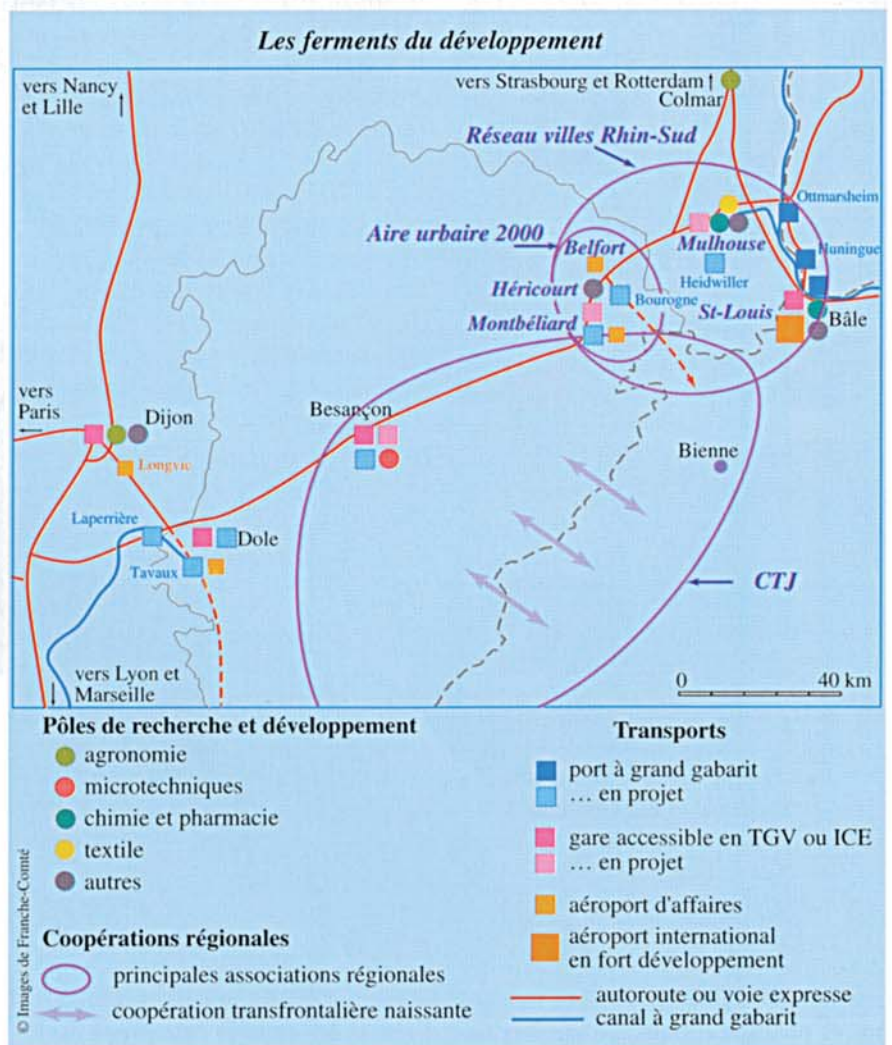 Les ferments du développement
vers Nancy
et Lille
vers Strasbourg et Rotterdam
Colmar
Réseau villes Rhin-Sud
Ottmarsheim
Aire urbaire 2000
Belfort
Mulhouse
Huningue
Héricourt
Heidwiller
Bourogne
Montbéliard
St-Louis
Bâle
vers
Paris
Dijon
Besançon
Bienne
Longvic
Laperrière
Dole
Tavaux
CTJ
vers Lyon et
Marseille
0 40 km
Pôles de recherche et développement
agronomie
microtechniques
chimie et pharmacie
textile
autres
Coopérations régionales
principales associations régionales
coopération transfrontalière naissante
Transports
port à grand gabarit
... en projet
gare accessible en TGV ou ICE
... en projet
aéroport d'affaires
aéroport international
en fort développement
autoroute ou voie expresse
canal à grand gabarit
© Images de Franche-Comté